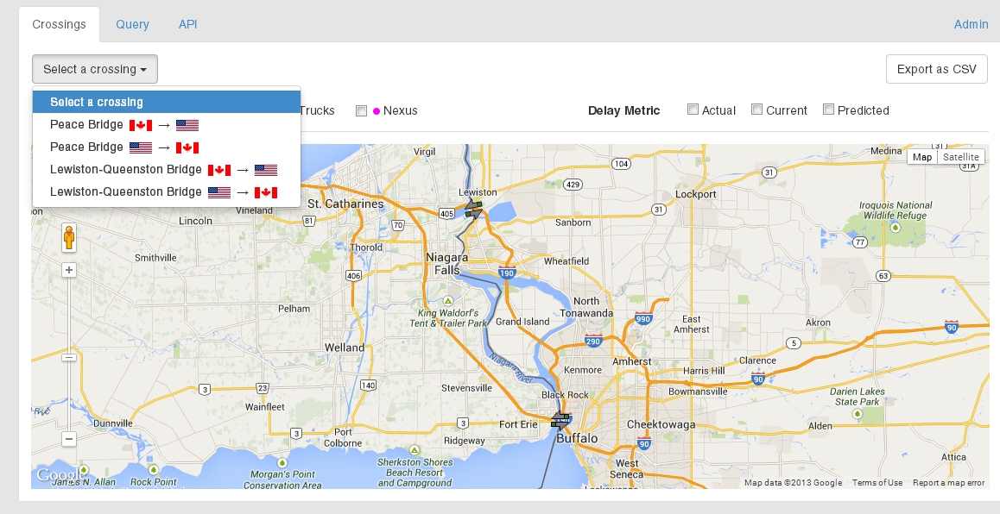 Crossings Query API Admin
Select a crossing Export as CSV
Select a crossing
Peace Bridge →
Peace Bridge →
Lewiston-Queenston Bridge →
Lewiston-Queenston Bridge →
Trucks Nexus Delay Metric Actual Current Predicted
Map Satellite
Virgil
Medina
31
31A
104
31
429
Lewiston
Lockport
St. Catharines
405
31
Iroquois National
Wildlife Refuge
Vineland
Lincoln
81
70
Sanborn
77
Thorold
Smithville
Niagara
Falls
Wheatfield
406
190
63
Pelham
King Waldorf's
Tent & Trailer Park
North
Tonawanda
Grand Island
990
East
Amherst
Akron
90
290
5
Welland
Niagara River
Amherst
Clarence
Kenmore
Harris Hill
90
140
3
23
Stevensville
Bowmansville
Black Rock
Darien Lakes
State Park
Wainfleet
Dunnville
3
Port
Colborne
3
Fort Erie
Ridgeway
Buffalo
Cheektowaga
Alden
90
Sherkston Shores
Beach Resort
and Campground
West
Seneca
Attica
Morgan's Point
Conservation Area
Rock Point
James N. Allan
Lackawanna
Google
Map data ©2013 Google Terms of Use Report a map error